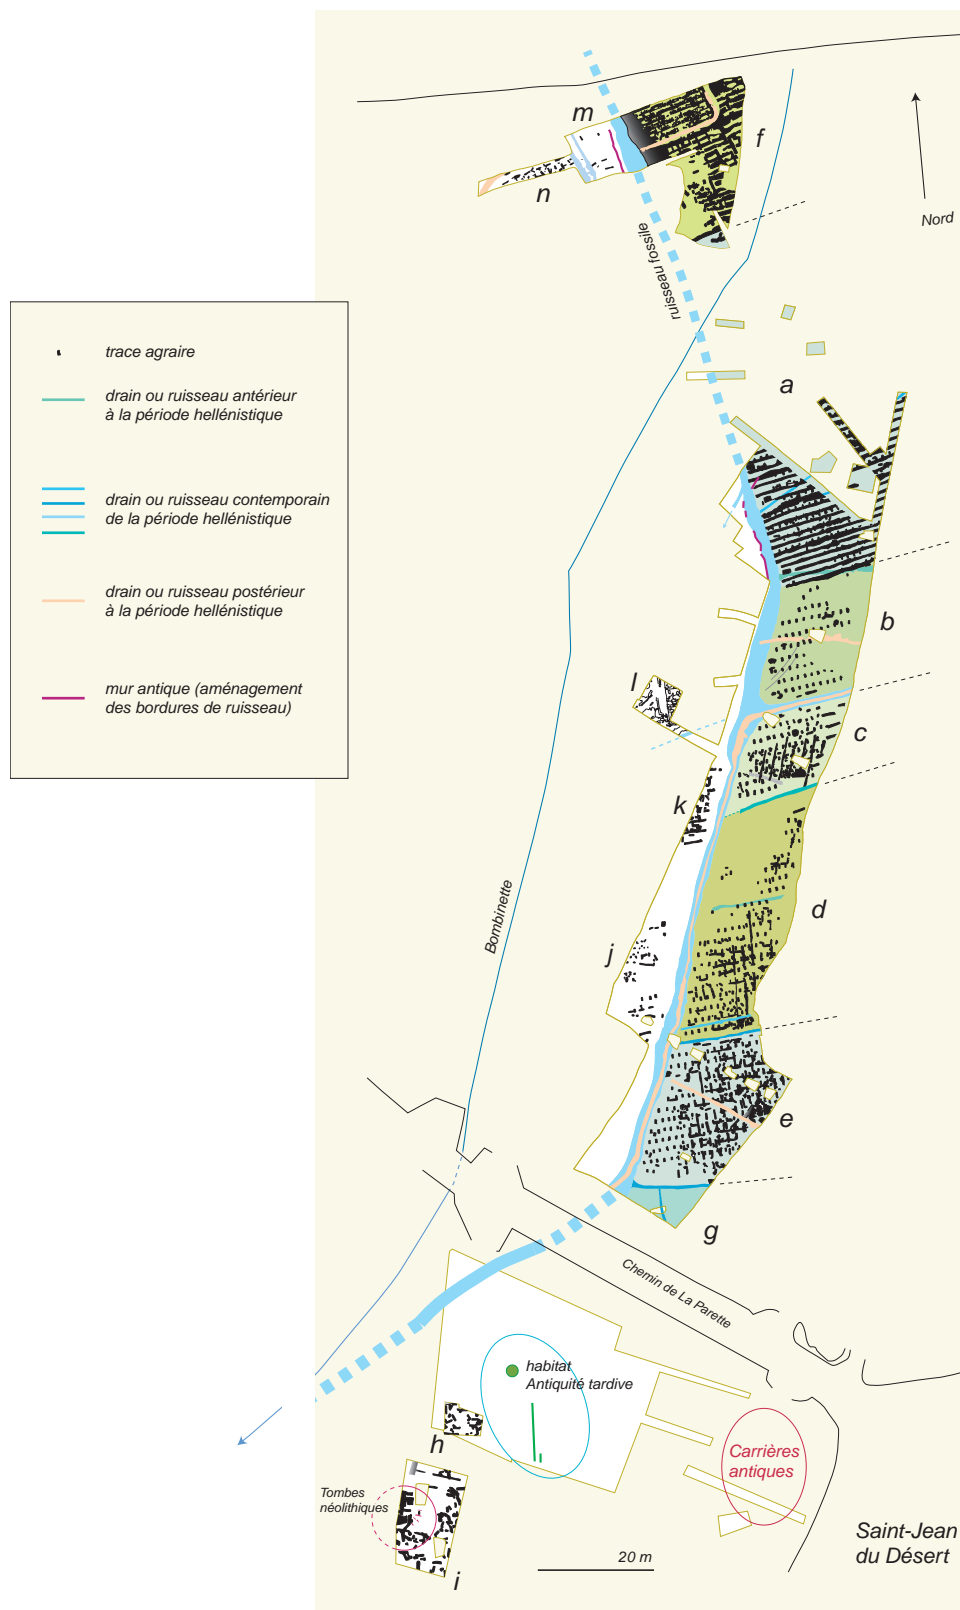 trace agraire
drain ou ruisseau antérieur
à la période hellénistique
drain ou ruisseau contemporain
de la période hellénistique
drain ou ruisseau postérieur
à la période hellénistique
mur antique (aménagement
des bordures de ruisseau)
m
f
n
Nord
ruisseau fossile
a
b
l
c
k
d
Bombinette
j
e
g
Chemin de La Parette
habitat
Antiquité tardive
h
Carrières
antiques
Tombes
néolithiques
i
20 m
Saint-Jean
du Désert